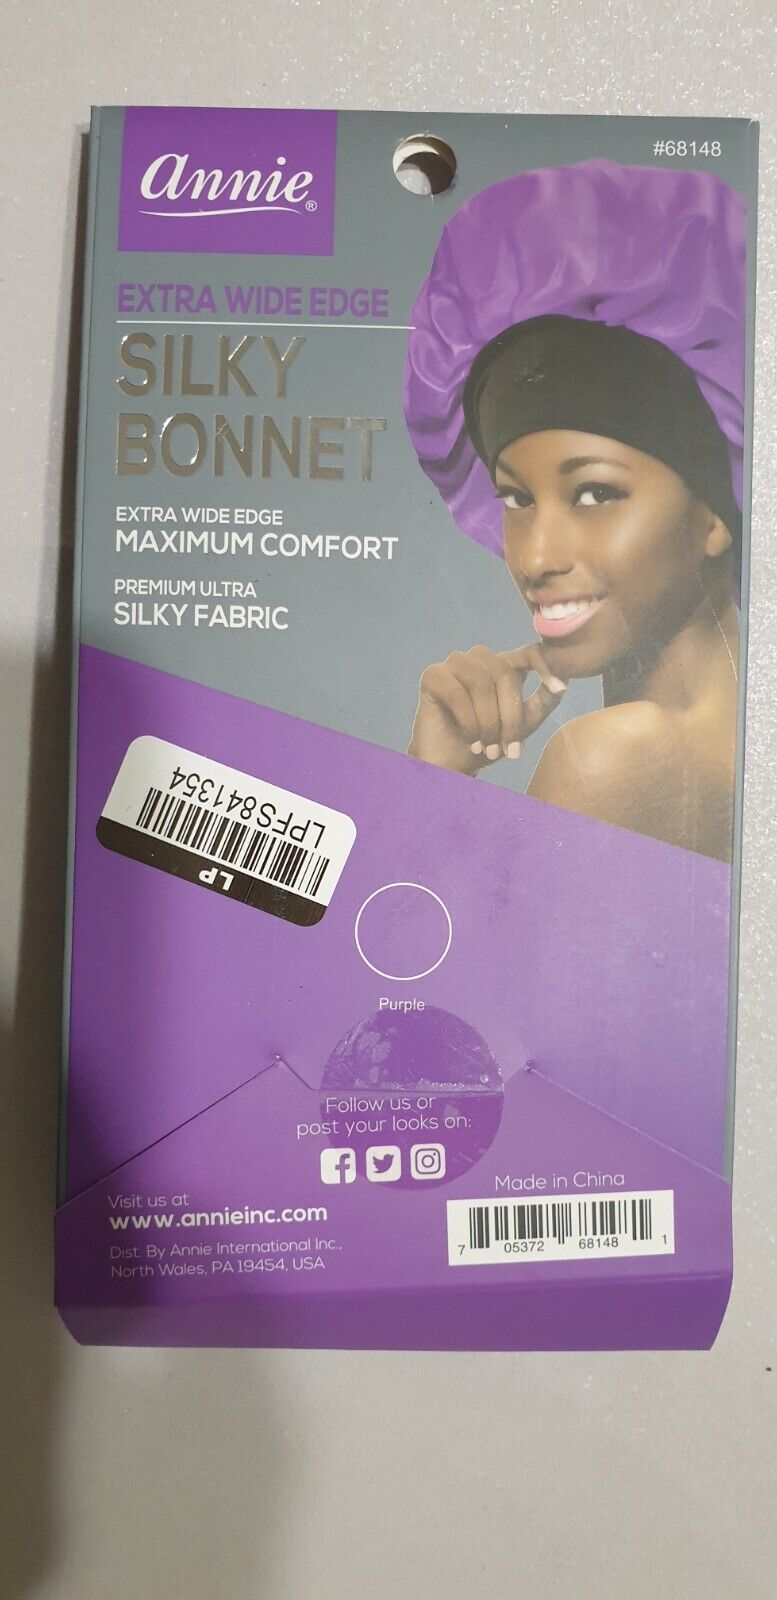 annie®
#68148
EXTRA WIDE EDGE
SILKY
BONNET
EXTRA WIDE EDGE
MAXIMUM COMFORT
PREMIUM ULTRA
SILKY FABRIC
LPFS841354
LP
Purple
Follow us or
post your looks on:
Made in China
Visit us at
www.annieinc.com
Dist. By Annie International Inc.,
North Wales, PA 19454, USA
7 05372 68148 1